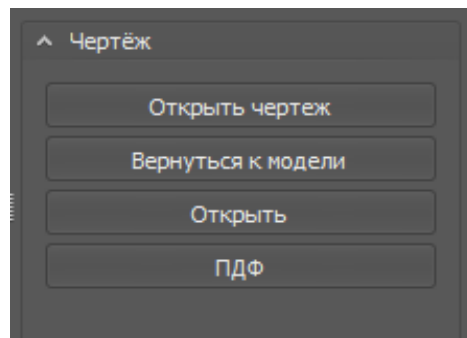 Чертёж
Открыть чертеж
Вернуться к модели
Открыть
ПДФ